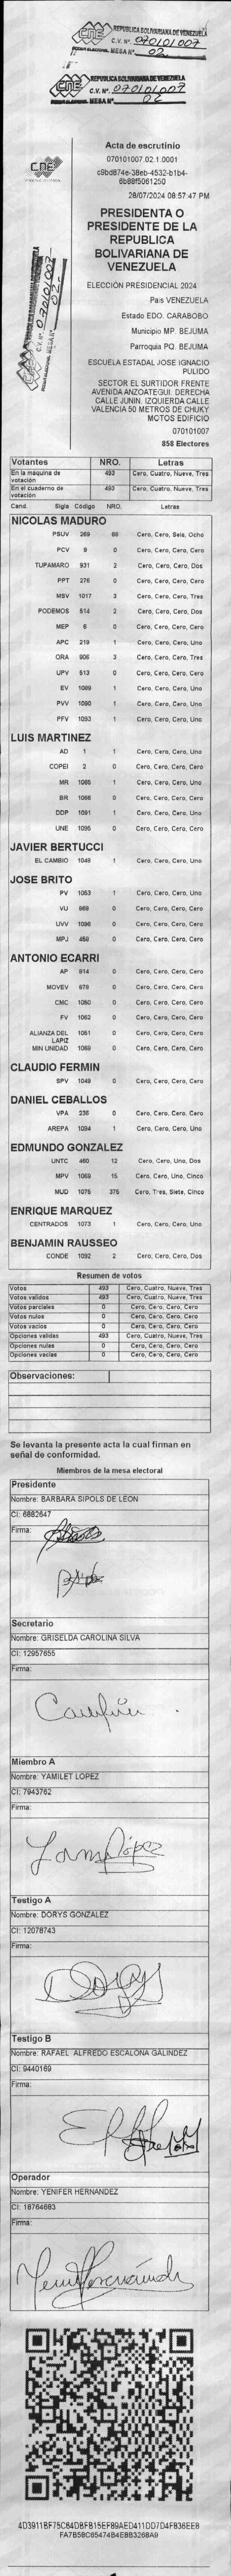 CNE REPUBLICA BOLIVARIANA DE VENEZUELA
C.V. Nº 070101007
PODER ELECTORAL MESA Nº 02
CNE REPUBLICA BOLIVARIANA DE VENEZUELA
C.V. Nº 070101007
PODER ELECTORAL MESA Nº 02
CNE
Acta de escrutinio
070101007.02.1.0001
c9bd874e-38eb-4532-b1b4-
6b88f5061250
28/07/2024 08:57:47 PM
PRESIDENTA O
PRESIDENTE DE LA
REPUBLICA
BOLIVARIANA DE
VENEZUELA
ELECCIÓN PRESIDENCIAL 2024
País VENEZUELA
Estado EDO. CARABOBO
Municipio MP. BEJUMA
Parroquia PQ. BEJUMA
ESCUELA ESTADAL JOSE IGNACIO
PULIDO
SECTOR EL SURTIDOR FRENTE
AVENIDA ANZOATEGUI. DERECHA
CALLE JUNIN. IZQUIERDA CALLE
VALENCIA 50 METROS DE CHUKY
MOTOS EDIFICIO
070101007
858 Electores
Votantes NRO. Letras
En la maquina de votación 493 Cero, Cuatro, Nueve, Tres
En el cuaderno de votación 493 Cero, Cuatro, Nueve, Tres
Cand. Sigla Código NRO. Letras
NICOLAS MADURO
PSUV 269 68 Cero, Cero, Seis, Ocho
PCV 9 0 Cero, Cero, Cero, Cero
TUPAMARO 931 2 Cero, Cero, Cero, Dos
PPT 276 0 Cero, Cero, Cero, Cero
MSV 1017 3 Cero, Cero, Cero, Tres
PODEMOS 514 2 Cero, Cero, Cero, Dos
MEP 6 0 Cero, Cero, Cero, Cero
APC 219 1 Cero, Cero, Cero, Uno
ORA 906 3 Cero, Cero, Cero, Tres
UPV 513 0 Cero, Cero, Cero, Cero
EV 1089 1 Cero, Cero, Cero, Uno
PVV 1090 1 Cero, Cero, Cero, Uno
PFV 1093 1 Cero, Cero, Cero, Uno
LUIS MARTINEZ
AD 1 1 Cero, Cero, Cero, Uno
COPEI 2 0 Cero, Cero, Cero, Cero
MR 1065 1 Cero, Cero, Cero, Uno
BR 1066 0 Cero, Cero, Cero, Cero
DDP 1091 1 Cero, Cero, Cero, Uno
UNE 1095 0 Cero, Cero, Cero, Cero
JAVIER BERTUCCI
EL CAMBIO 1048 1 Cero, Cero, Cero, Uno
JOSE BRITO
PV 1053 1 Cero, Cero, Cero, Uno
VU 868 0 Cero, Cero, Cero, Cero
UVV 1096 0 Cero, Cero, Cero, Cero
MPJ 458 0 Cero, Cero, Cero, Cero
ANTONIO ECARRI
AP 814 0 Cero, Cero, Cero, Cero
MOVEV 678 0 Cero, Cero, Cero, Cero
CMC 1050 0 Cero, Cero, Cero, Cero
FV 1062 0 Cero, Cero, Cero, Cero
ALIANZA DEL LAPIZ 1051 0 Cero, Cero, Cero, Cero
MIN UNIDAD 1069 0 Cero, Cero, Cero, Cero
CLAUDIO FERMIN
SPV 1049 0 Cero, Cero, Cero, Cero
DANIEL CEBALLOS
VPA 236 0 Cero, Cero, Cero, Cero
AREPA 1094 1 Cero, Cero, Cero, Uno
EDMUNDO GONZALEZ
UNTC 460 12 Cero, Cero, Uno, Dos
MPV 1069 15 Cero, Cero, Uno, Cinco
MUD 1075 375 Cero, Tres, Siete, Cinco
ENRIQUE MARQUEZ
CENTRADOS 1073 1 Cero, Cero, Cero, Uno
BENJAMIN RAUSSEO
CONDE 1092 2 Cero, Cero, Cero, Dos
Resumen de votos
Votos 493 Cero, Cuatro, Nueve, Tres
Votos validos 493 Cero, Cuatro, Nueve, Tres
Votos parciales 0 Cero, Cero, Cero, Cero
Votos nulos 0 Cero, Cero, Cero, Cero
Votos vacíos 0 Cero, Cero, Cero, Cero
Opciones validas 493 Cero, Cuatro, Nueve, Tres
Opciones nulas 0 Cero, Cero, Cero, Cero
Opciones vacías 0 Cero, Cero, Cero, Cero
Observaciones:
Se levanta la presente acta la cual firman en
señal de conformidad.
Miembros de la mesa electoral
Presidente
Nombre: BARBARA SIPOLS DE LEON
CI: 6882647
Firma:
Secretario
Nombre: GRISELDA CAROLINA SILVA
CI: 12957655
Firma:
Miembro A
Nombre: YAMILET LOPEZ
CI: 7943762
Firma:
Testigo A
Nombre: DORYS GONZALEZ
CI: 12078743
Firma:
Testigo B
Nombre: RAFAEL ALFREDO ESCALONA GALINDEZ
CI: 9440169
Firma:
Operador
Nombre: YENIFER HERNANDEZ
CI: 18764683
Firma:
4D3911BF75C64DBFB15EF89AED411DD7D4F836EEB
FA7B58C65474B4EBB3268A9